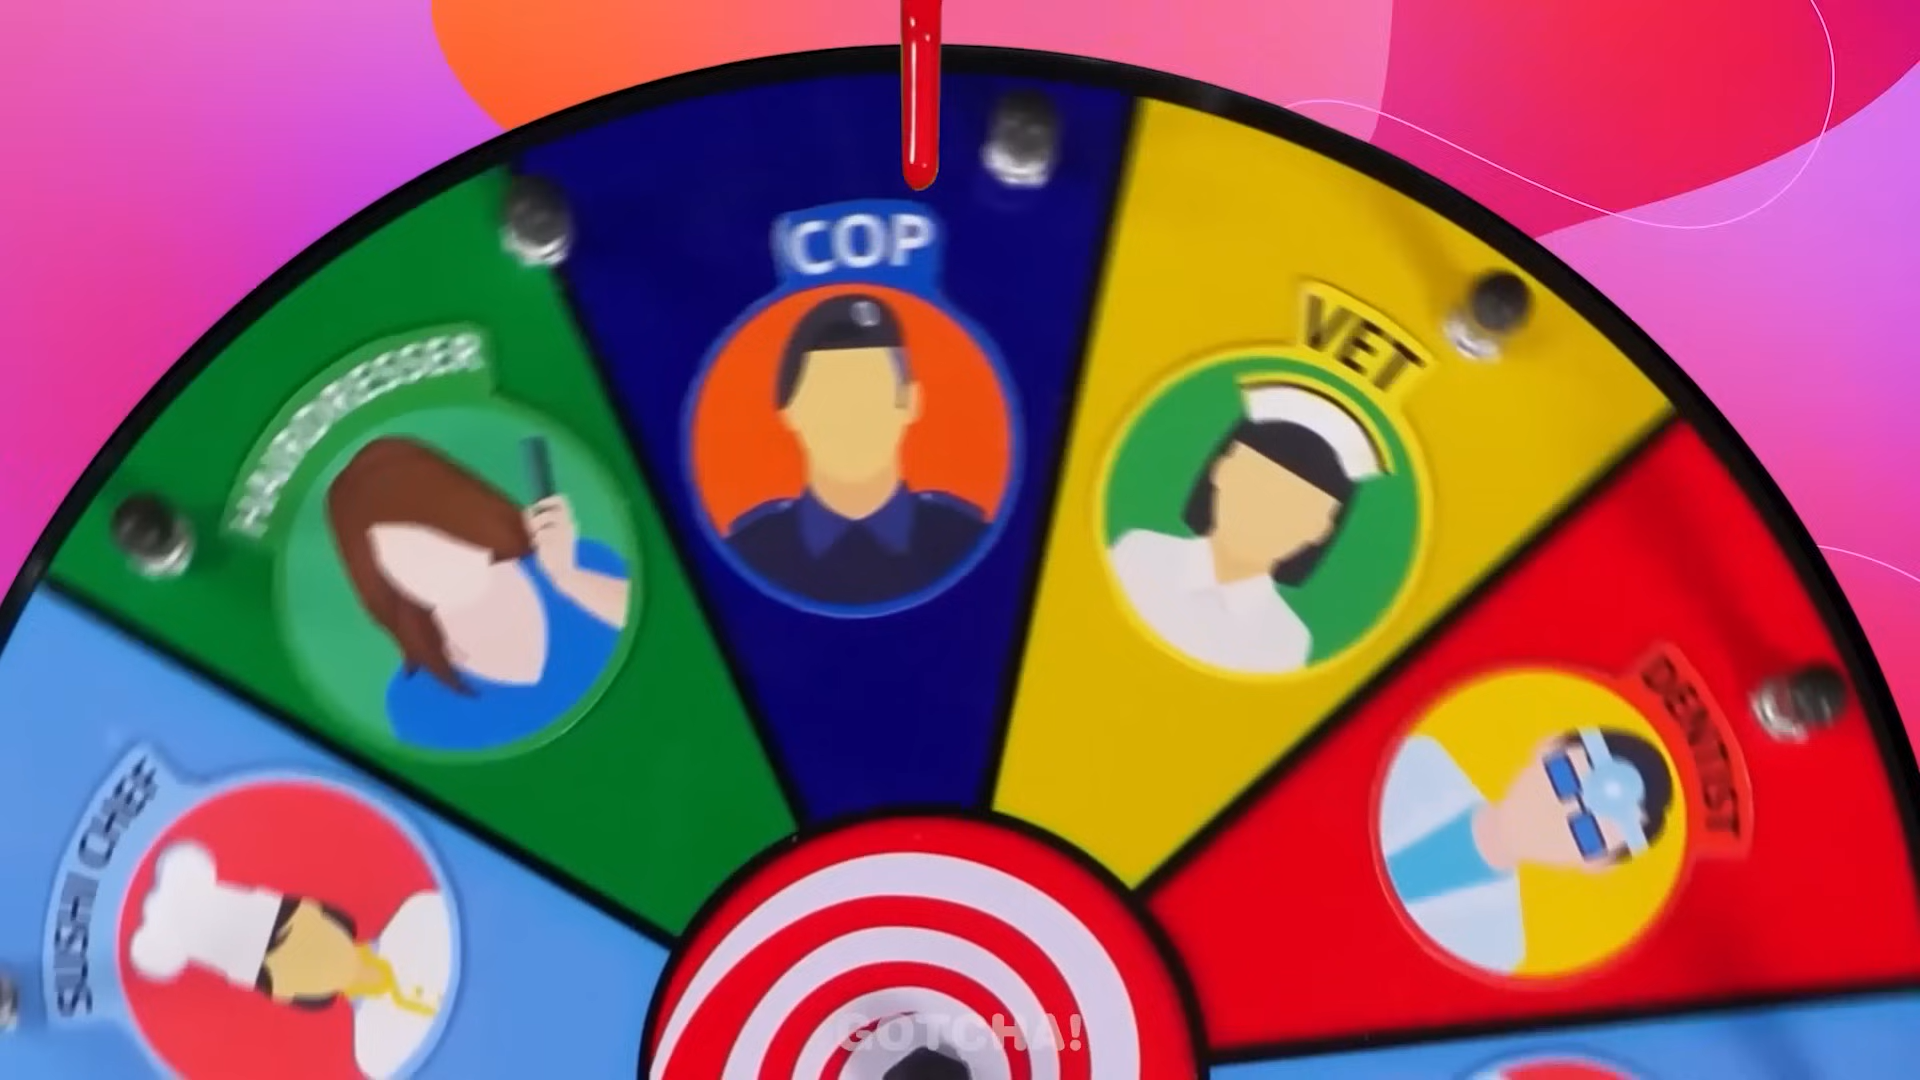 COP
VET
HAIRDRESSER
DENTIST
SUSHI CHEF
GOTCHA!